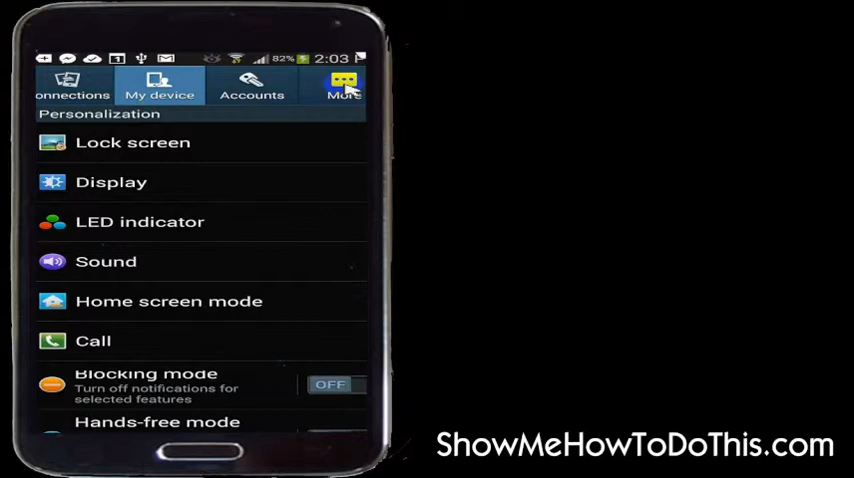 82% 2:03 P
onnections My device Accounts More
Personalization
Lock screen
Display
LED indicator
Sound
Home screen mode
Call
Blocking mode
OFF
Turn off notifications for
selected features
Hands-free mode
ShowMeHowToDoThis.com